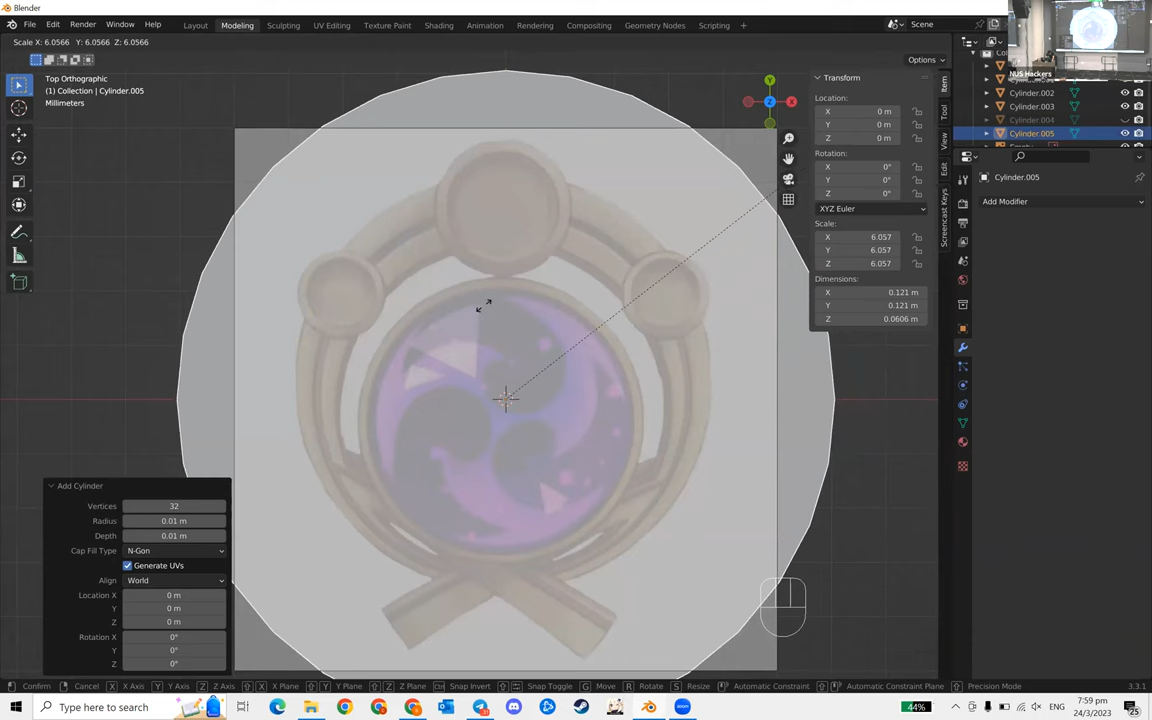 Blender
File Edit Render Window Help
Layout Modeling Sculpting UV Editing Texture Paint Shading Animation Rendering Compositing Geometry Nodes Scripting
Scene
Scale X: 6.0566 Y: 6.0566 Z: 6.0566
Options
NUS Hackers
Top Orthographic
(1) Collection | Cylinder.005
Millimeters
Y
X
Z
Transform
Location:
X 0 m
Y 0 m
Z 0 m
Rotation:
X 0°
Y 0°
Z 0°
XYZ Euler
Scale:
X 6.057
Y 6.057
Z 6.057
Dimensions:
X 0.121 m
Y 0.121 m
Z 0.0606 m
Item
Tool
View
Edit
Screencast Keys
Cylinder.002
Cylinder.003
Cylinder.004
Cylinder.005
Cylinder.005
Add Modifier
Add Cylinder
Vertices 32
Radius 0.01 m
Depth 0.01 m
Cap Fill Type N-Gon
Generate UVs
Align World
Location X 0 m
Y 0 m
Z 0 m
Rotation X 0°
Y 0°
Z 0°
Confirm Cancel X X Axis Y Y Axis Z Z Axis X X Plane Y Y Plane Z Z Plane Ctrl Snap Invert Snap Toggle G Move R Rotate S Resize Automatic Constraint Automatic Constraint Plane Precision Mode
3.3.1
Type here to search
44%
ENG
7:59 pm
24/3/2023
25